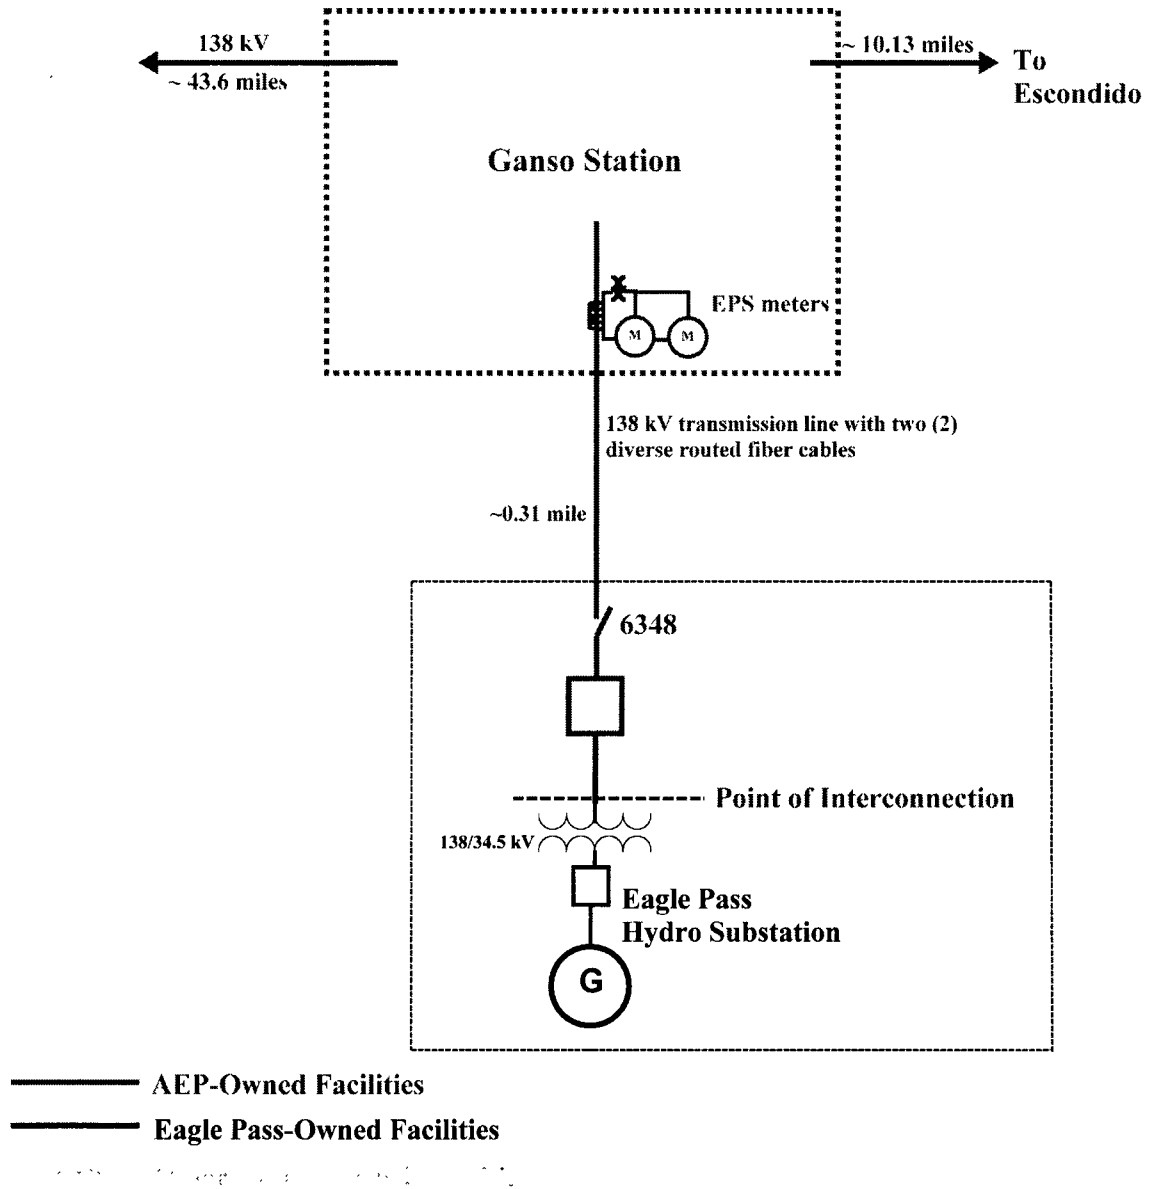 138 kV
~ 43.6 miles
~ 10.13 miles
To
Escondido
Ganso Station
EPS meters
M
M
138 kV transmission line with two (2)
diverse routed fiber cables
~0.31 mile
6348
Point of Interconnection
138/34.5 kV
Eagle Pass
Hydro Substation
G
AEP-Owned Facilities
Eagle Pass-Owned Facilities